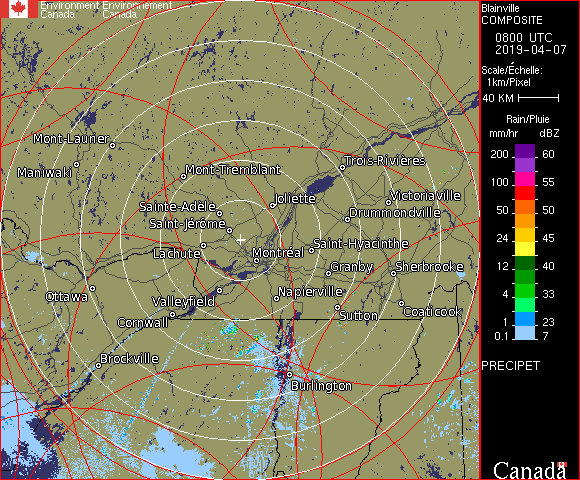 Environment Environnement
Canada Canada
Blainville
COMPOSITE
0800 UTC
2019-04-07
Scale/Échelle:
1km/Pixel
40 KM
Rain/Pluie
mm/hr dBZ
200 60
100 55
50 50
24 45
12 40
4 33
1 23
0.1 7
PRECIPET
Canada
Mont-Laurier
Maniwaki
Mont-Tremblant
Trois-Rivières
Joliette
Victoriaville
Sainte-Adèle
Drummondville
Saint-Jérôme
Lachute
Montréal
Saint-Hyacinthe
Granby
Sherbrooke
Ottawa
Valleyfield
Napierville
Coaticook
Sutton
Cornwall
Brockville
Burlington